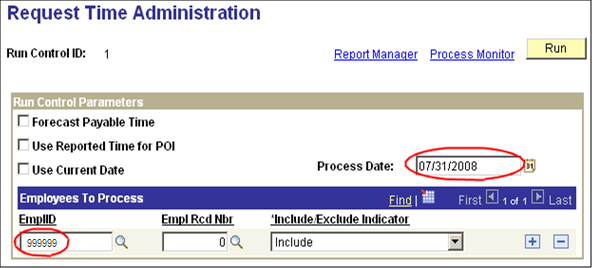 Request Time Administration
Run Control ID: 1 Report Manager Process Monitor Run
Run Control Parameters
Forecast Payable Time
Use Reported Time for POI
Use Current Date Process Date: 07/31/2008 31
Employees To Process Find | First 1 of 1 Last
EmplID Empl Rcd Nbr *Include/Exclude Indicator
999999 0 Include